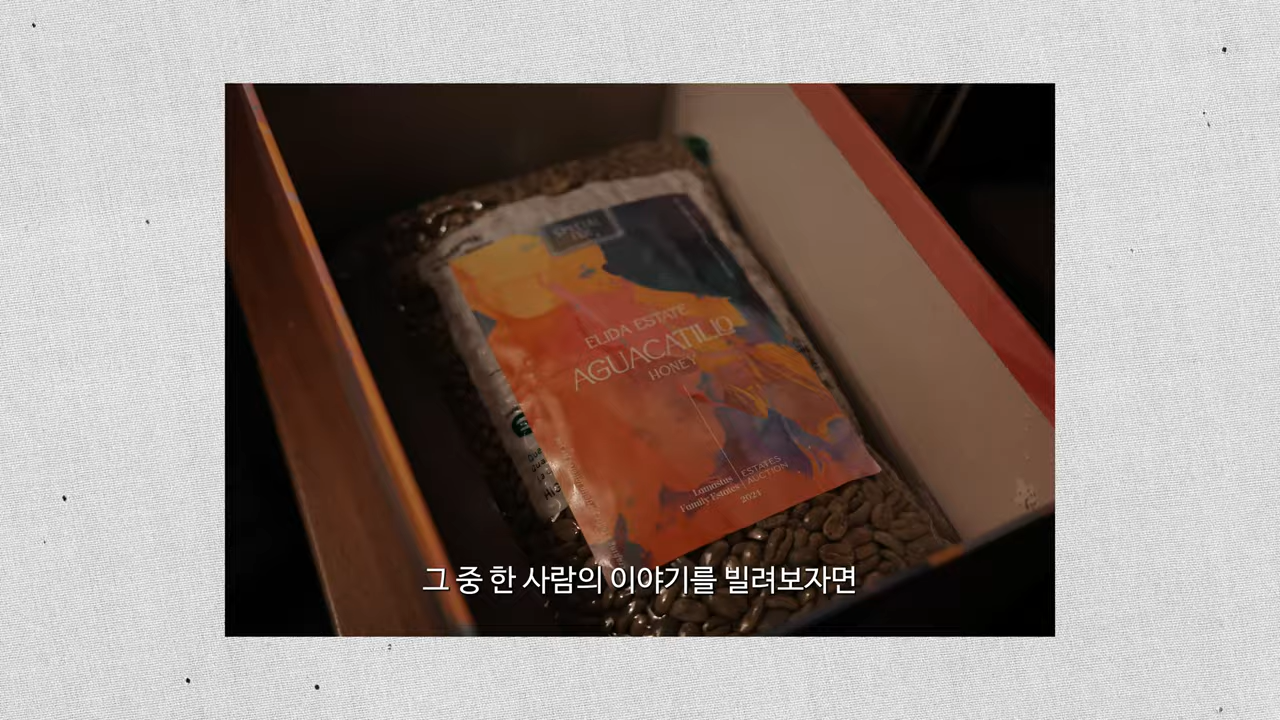 ELIDA ESTATE
AGUACATILLO
HONEY
Lamastus
Family Estates
ESTATES
AUCTION
2021
그 중 한 사람의 이야기를 빌려보자면